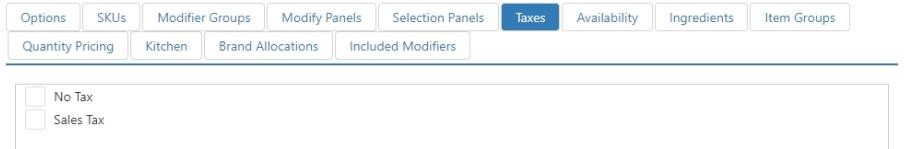 Options SKUs Modifier Groups Modify Panels Selection Panels Taxes Availability Ingredients Item Groups
Quantity Pricing Kitchen Brand Allocations Included Modifiers
No Tax
Sales Tax